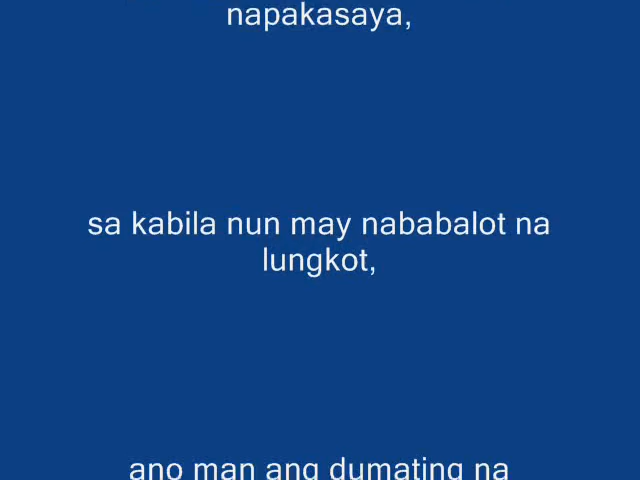 napakasaya,
sa kabila nun may nababalot na
lungkot,
ano man ang dumating na